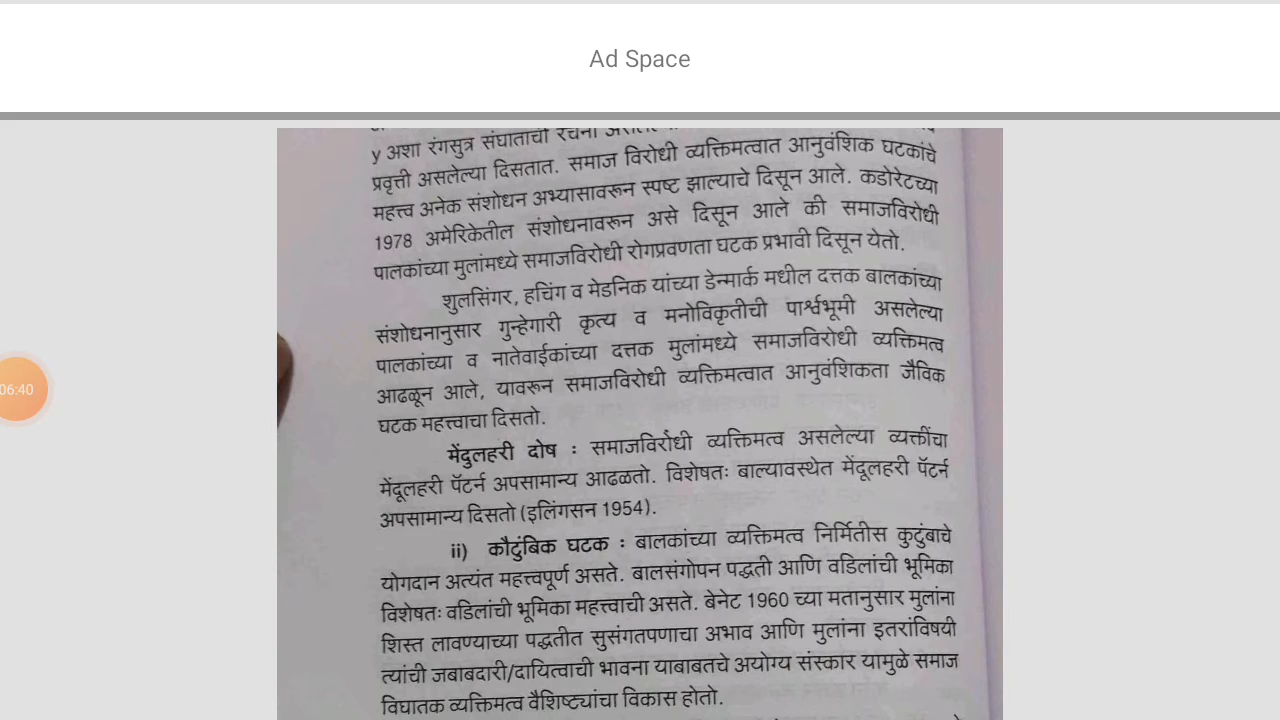 Ad Space
y अशा रंगसुत्र संघाताची रचना
प्रवृत्ती असलेल्या दिसतात. समाज विरोधी व्यक्तिमत्वात आनुवंशिक घटकांचे
महत्त्व अनेक संशोधन अभ्यासावरून स्पष्ट झाल्याचे दिसून आले. कडोरेटच्या
1978 अमेरिकेतील संशोधनावरून असे दिसून आले की समाजविरोधी
पालकांच्या मुलांमध्ये समाजविरोधी रोगप्रवणता घटक प्रभावी दिसून येतो.
शुलसिंगर, हचिंग व मेडनिक यांच्या डेन्मार्क मधील दत्तक बालकांच्या
संशोधनानुसार गुन्हेगारी कृत्य व मनोविकृतीची पार्श्वभूमी असलेल्या
पालकांच्या व नातेवाईकांच्या दत्तक मुलांमध्ये समाजविरोधी व्यक्तिमत्व
आढळून आले, यावरून समाजविरोधी व्यक्तिमत्वात आनुवंशिकता जैविक
घटक महत्त्वाचा दिसतो.
मेंदुलहरी दोष : समाजविरोधी व्यक्तिमत्व असलेल्या व्यक्तींचा
मेंदूलहरी पॅटर्न अपसामान्य आढळतो. विशेषतः बाल्यावस्थेत मेंदूलहरी पॅटर्न
अपसामान्य दिसतो (इलिंगसन 1954).
ii) कौटुंबिक घटक : बालकांच्या व्यक्तिमत्व निर्मितीस कुटुंबाचे
योगदान अत्यंत महत्त्वपूर्ण असते. बालसंगोपन पद्धती आणि वडिलांची भूमिका
विशेषतः वडिलांची भूमिका महत्त्वाची असते. बेनेट 1960 च्या मतानुसार मुलांना
शिस्त लावण्याच्या पद्धतीत सुसंगतपणाचा अभाव आणि मुलांना इतरांविषयी
त्यांची जबाबदारी/दायित्वाची भावना याबाबतचे अयोग्य संस्कार यामुळे समाज
विघातक व्यक्तिमत्व वैशिष्ट्यांचा विकास होतो.
06:40